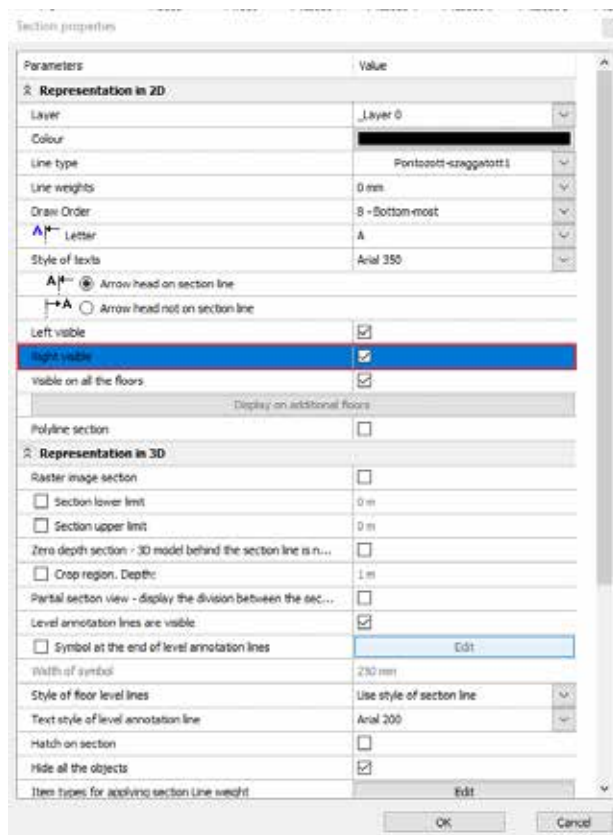 Section properties
Parameters Value
Representation in 2D
Layer _Layer 0
Colour
Line type Pontozott-szaggatott1
Line weights 0 mm
Draw Order 8 - Bottom-most
A Letter A
Style of texts Arial 350
A Arrow head on section line
A Arrow head not on section line
Left visible
Right visible
Visible on all the floors
Display on additional floors
Polyline section
Representation in 3D
Raster image section
Section lower limit 0 m
Section upper limit 0 m
Zero depth section - 3D model behind the section line is n...
Crop region. Depth: 1 m
Partial section view - display the division between the sec...
Level annotation lines are visible
Symbol at the end of level annotation lines Edit
Width of symbol 250 mm
Style of floor level lines Use style of section line
Text style of level annotation line Arial 200
Hatch on section
Hide all the objects
Item types for applying section Line weight Edit
OK Cancel